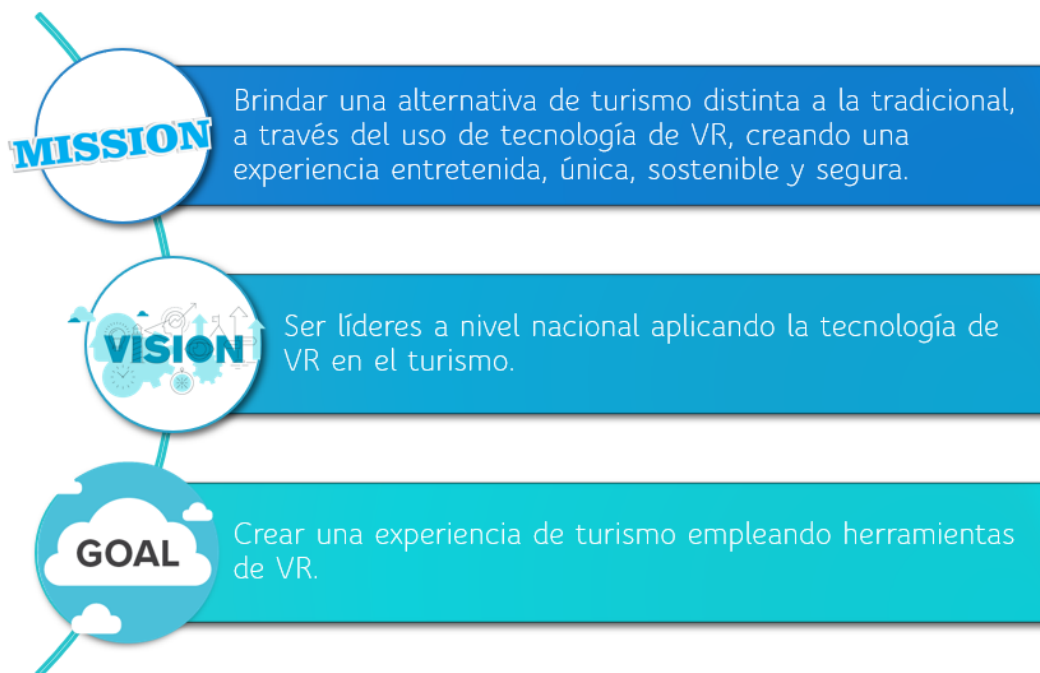 MISSION
Brindar una alternativa de turismo distinta a la tradicional,
a través del uso de tecnología de VR, creando una
experiencia entretenida, única, sostenible y segura.
VISION
Ser líderes a nivel nacional aplicando la tecnología de
VR en el turismo.
GOAL
Crear una experiencia de turismo empleando herramientas
de VR.